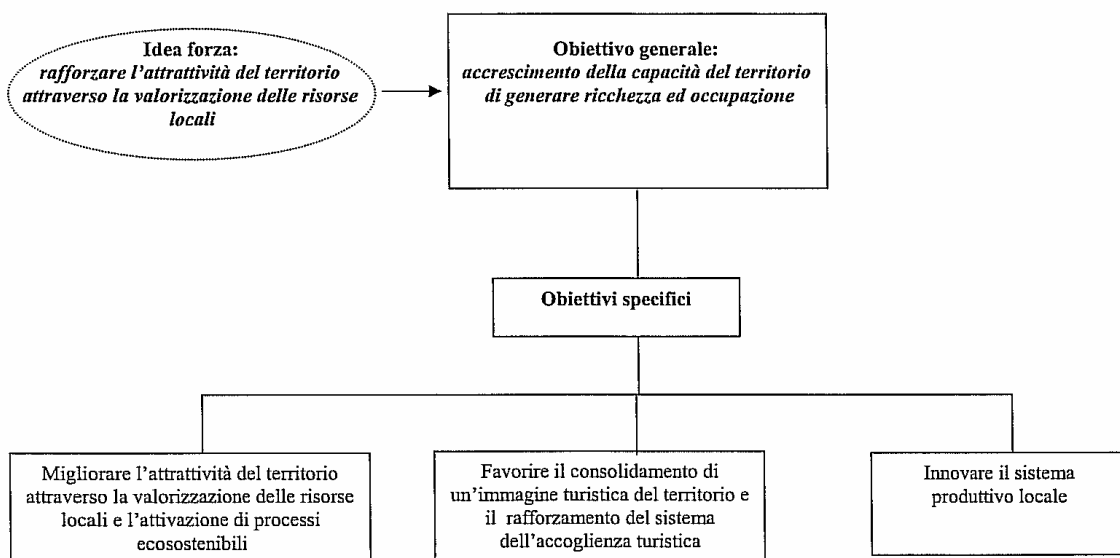 Idea forza:
rafforzare l'attrattività del territorio
attraverso la valorizzazione delle risorse
locali
Obiettivo generale:
accrescimento della capacità del territorio
di generare ricchezza ed occupazione
Obiettivi specifici
Migliorare l'attrattività del territorio
attraverso la valorizzazione delle risorse
locali e l'attivazione di processi
ecosostenibili
Favorire il consolidamento di
un'immagine turistica del territorio e
il rafforzamento del sistema
dell'accoglienza turistica
Innovare il sistema
produttivo locale